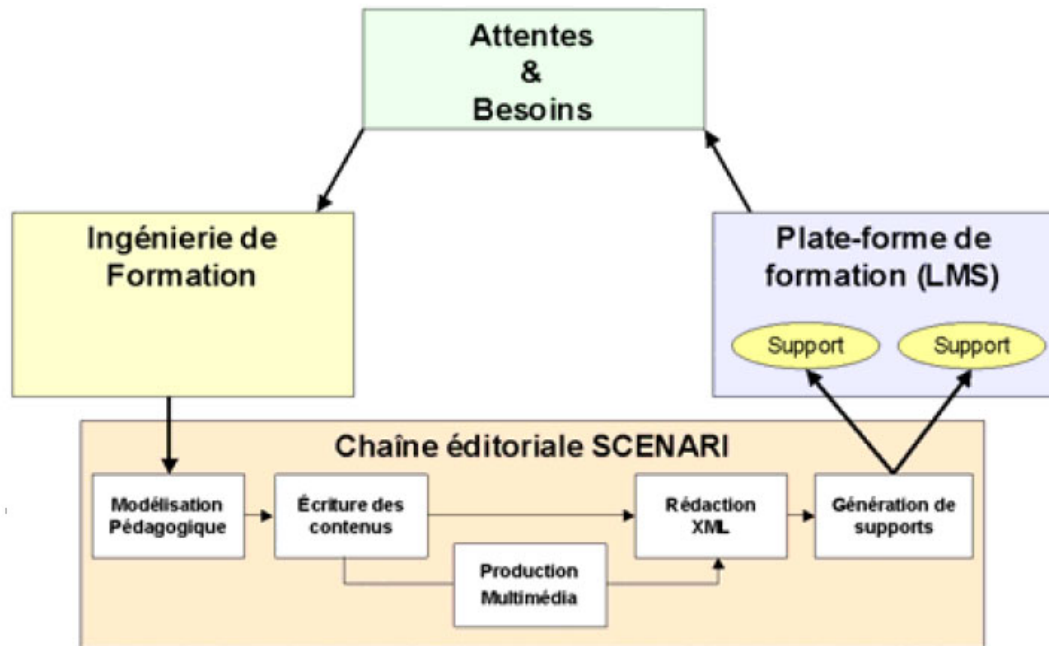 Attentes
&
Besoins
Ingénierie de
Formation
Plate-forme de
formation (LMS)
Support
Support
Chaîne éditoriale SCENARI
Modélisation
Pédagogique
Écriture des
contenus
Production
Multimédia
Rédaction
XML
Génération de
supports